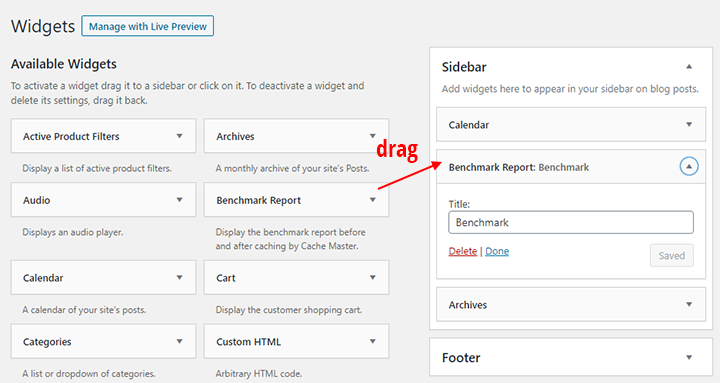 Widgets
Manage with Live Preview
Available Widgets
To activate a widget drag it to a sidebar or click on it. To deactivate a widget and
delete its settings, drag it back.
Active Product Filters
Archives
Display a list of active product filters.
A monthly archive of your site's Posts.
Audio
Benchmark Report
Displays an audio player.
Display the benchmark report before
and after caching by Cache Master.
Calendar
Cart
A calendar of your site's posts.
Display the customer shopping cart.
Categories
Custom HTML
A list or dropdown of categories.
Arbitrary HTML code.
drag
Sidebar
Add widgets here to appear in your sidebar on blog posts.
Calendar
Benchmark Report: Benchmark
Title:
Benchmark
Delete | Done
Saved
Archives
Footer